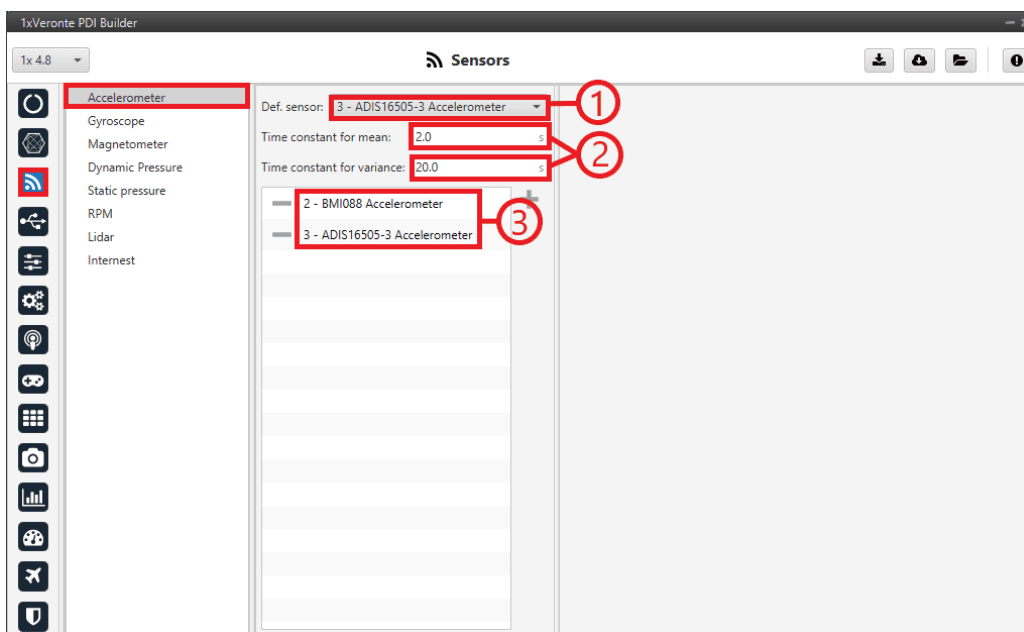 1xVeronte PDI Builder
1x 4.8
Sensors
Accelerometer
Gyroscope
Magnetometer
Dynamic Pressure
Static pressure
RPM
Lidar
Internest
Def. sensor: 3 - ADIS16505-3 Accelerometer
1
Time constant for mean: 2.0 s
2
Time constant for variance: 20.0 s
2 - BMI088 Accelerometer
3
3 - ADIS16505-3 Accelerometer